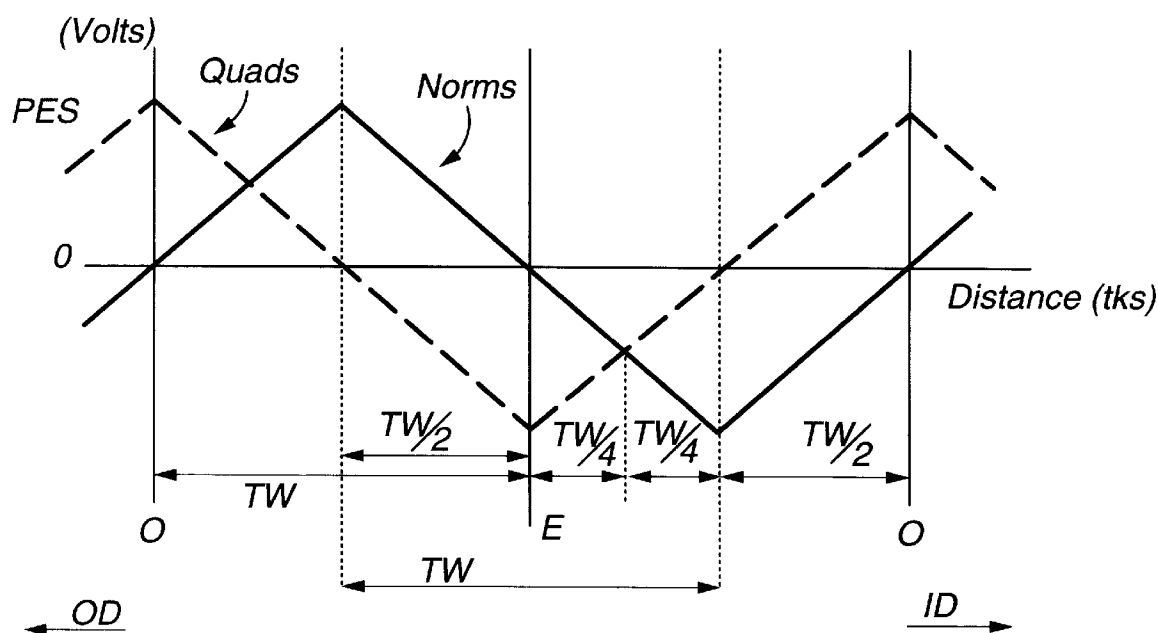 (Volts)
Quads
Norms
PES
0
Distance (tks)
TW/2
TW/4
TW/4
TW/2
TW
O
E
O
TW
OD
ID